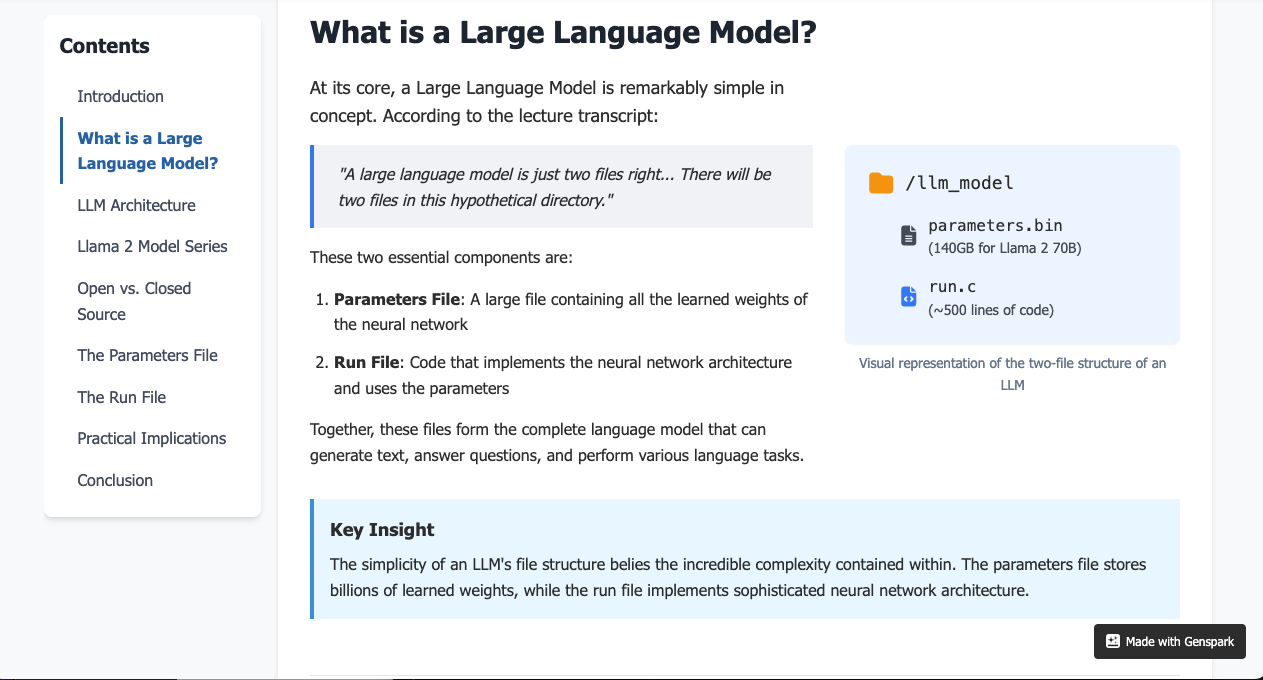 Contents
Introduction
What is a Large
Language Model?
LLM Architecture
Llama 2 Model Series
Open vs. Closed
Source
The Parameters File
The Run File
Practical Implications
Conclusion
What is a Large Language Model?
At its core, a Large Language Model is remarkably simple in
concept. According to the lecture transcript:
"A large language model is just two files right... There will be
two files in this hypothetical directory."
These two essential components are:
1. Parameters File: A large file containing all the learned weights of
the neural network
2. Run File: Code that implements the neural network architecture
and uses the parameters
Together, these files form the complete language model that can
generate text, answer questions, and perform various language tasks.
/llm_model
parameters.bin
(140GB for Llama 2 70B)
run.c
(~500 lines of code)
Visual representation of the two-file structure of an
LLM
Key Insight
The simplicity of an LLM's file structure belies the incredible complexity contained within. The parameters file stores
billions of learned weights, while the run file implements sophisticated neural network architecture.
Made with Genspark